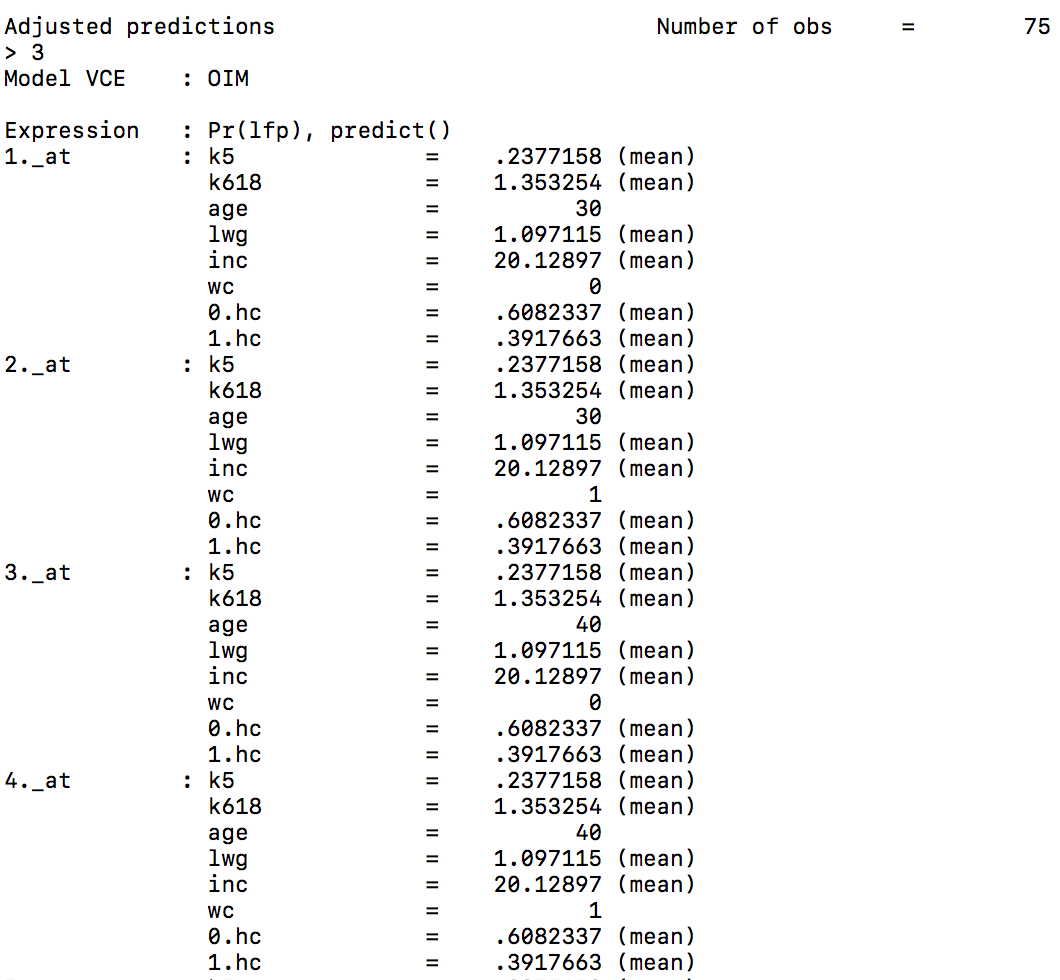 Adjusted predictions                            Number of obs     =        75
> 3
Model VCE    : OIM

Expression   : Pr(lfp), predict()
1._at        : k5              =    .2377158 (mean)
               k618            =    1.353254 (mean)
               age             =          30
               lwg             =    1.097115 (mean)
               inc             =    20.12897 (mean)
               wc              =           0
               0.hc            =    .6082337 (mean)
               1.hc            =    .3917663 (mean)
2._at        : k5              =    .2377158 (mean)
               k618            =    1.353254 (mean)
               age             =          30
               lwg             =    1.097115 (mean)
               inc             =    20.12897 (mean)
               wc              =           1
               0.hc            =    .6082337 (mean)
               1.hc            =    .3917663 (mean)
3._at        : k5              =    .2377158 (mean)
               k618            =    1.353254 (mean)
               age             =          40
               lwg             =    1.097115 (mean)
               inc             =    20.12897 (mean)
               wc              =           0
               0.hc            =    .6082337 (mean)
               1.hc            =    .3917663 (mean)
4._at        : k5              =    .2377158 (mean)
               k618            =    1.353254 (mean)
               age             =          40
               lwg             =    1.097115 (mean)
               inc             =    20.12897 (mean)
               wc              =           1
               0.hc            =    .6082337 (mean)
               1.hc            =    .3917663 (mean)